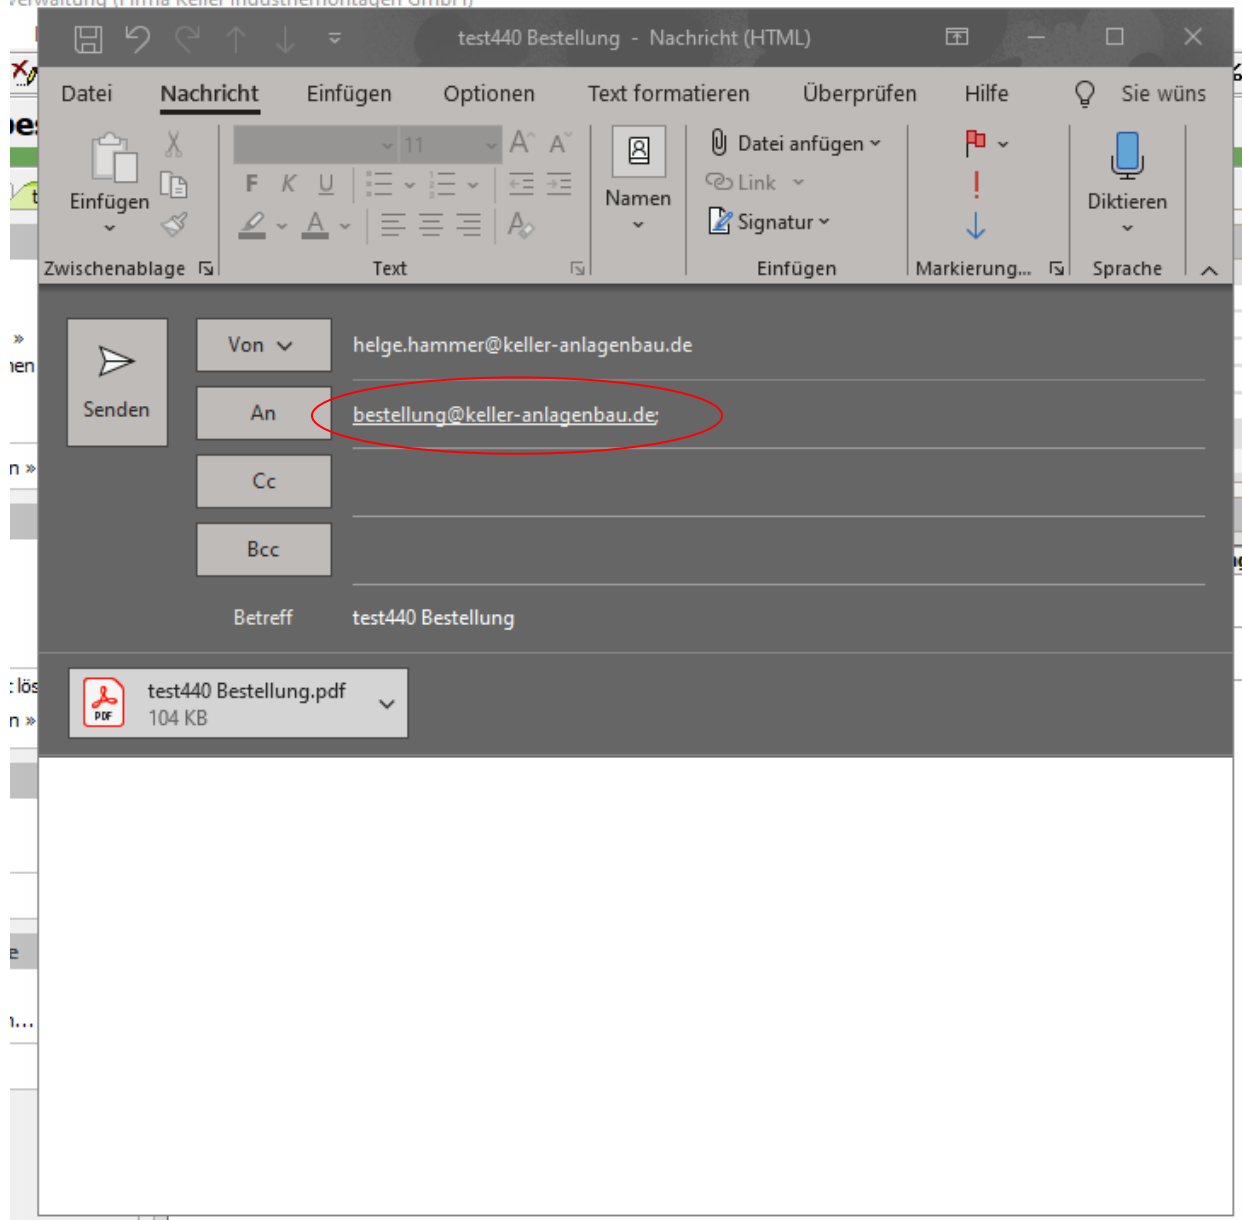 test440 Bestellung - Nachricht (HTML)
Datei Nachricht Einfügen Optionen Text formatieren Überprüfen Hilfe Sie wüns
11
Einfügen
F K U
Namen
Datei anfügen
Link
Signatur
Diktieren
Zwischenablage Text Einfügen Markierung... Sprache
Senden
Von helge.hammer@keller-anlagenbau.de
An bestellung@keller-anlagenbau.de;
Cc
Bcc
Betreff test440 Bestellung
PDF
test440 Bestellung.pdf
104 KB